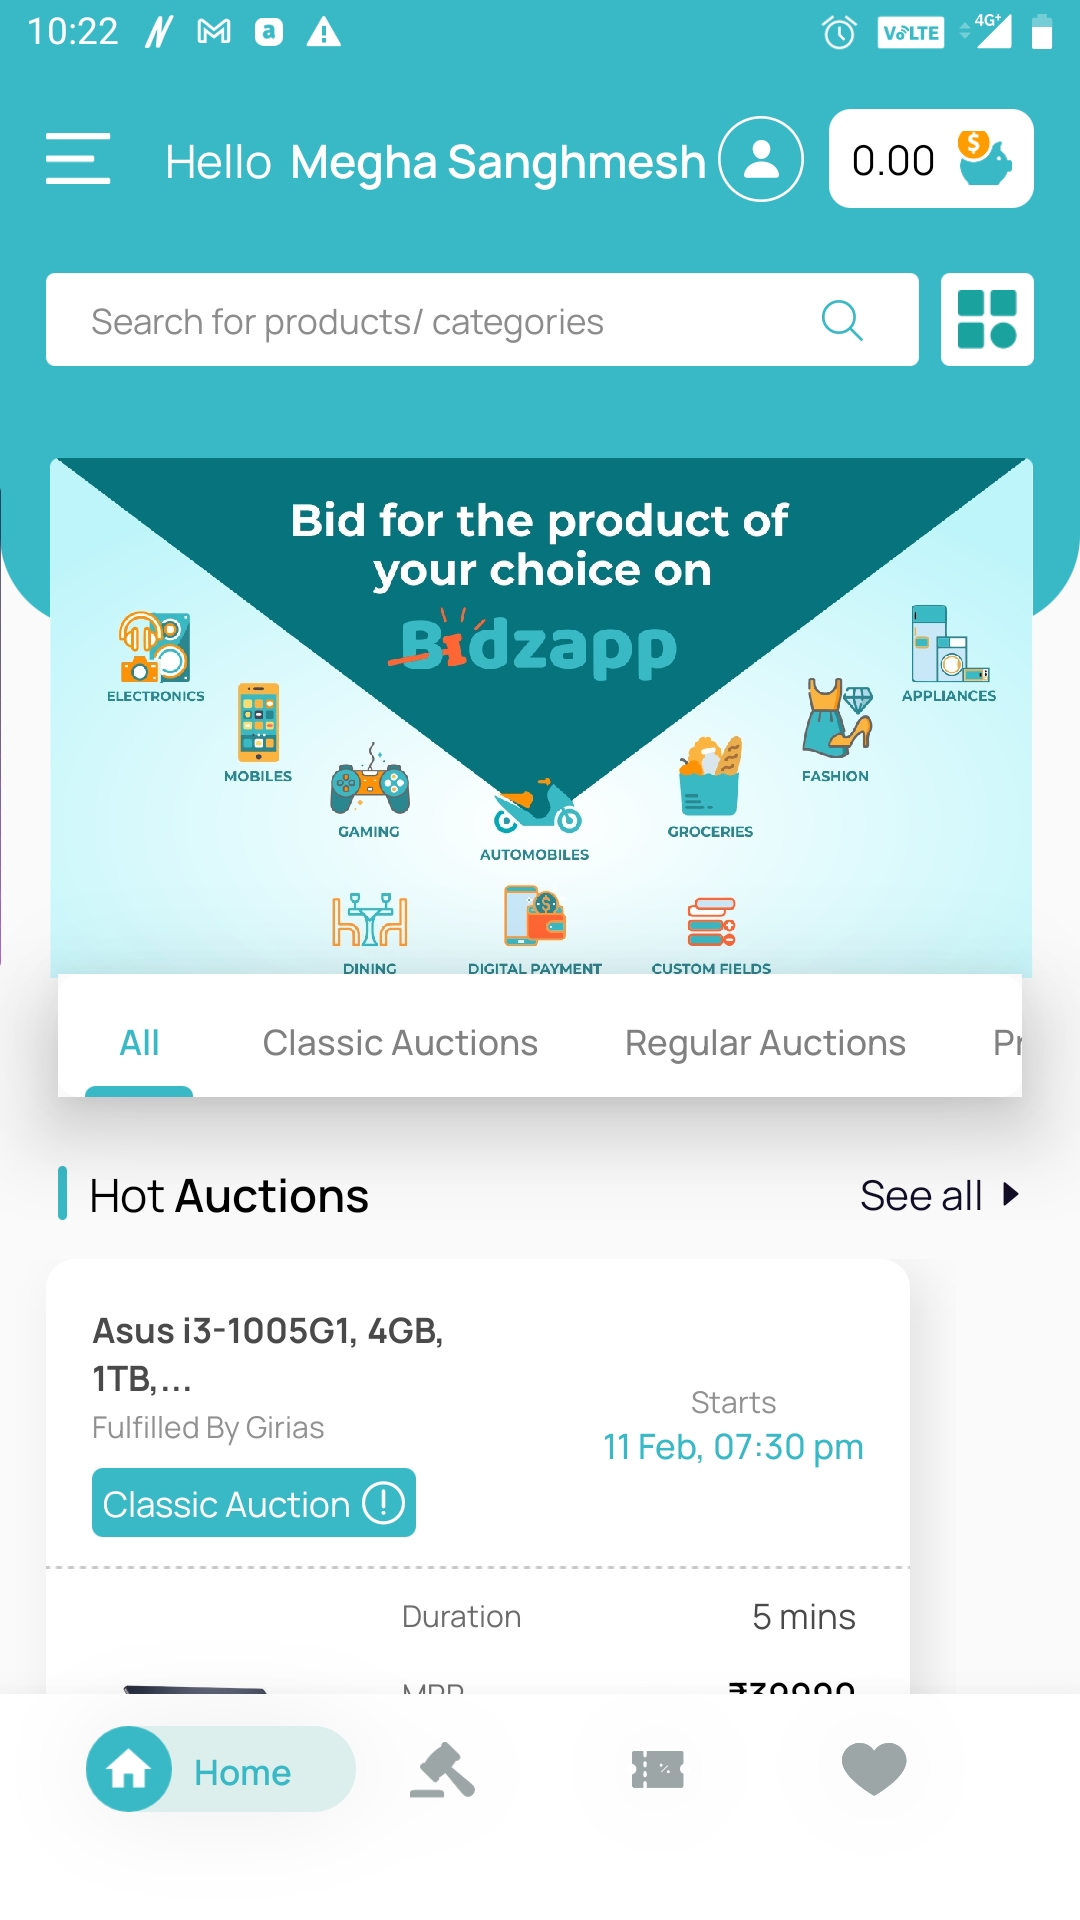 10:22
VoLTE 4G+
Hello Megha Sanghmesh
0.00
Search for products/ categories
Bid for the product of
your choice on
Bidzapp
ELECTRONICS
APPLIANCES
MOBILES
FASHION
GAMING
GROCERIES
AUTOMOBILES
DINING
DIGITAL PAYMENT
CUSTOM FIELDS
All Classic Auctions Regular Auctions Pr
Hot Auctions
See all
Asus i3-1005G1, 4GB,
1TB,...
Fulfilled By Girias
Starts
11 Feb, 07:30 pm
Classic Auction
Duration 5 mins
MRP
Home